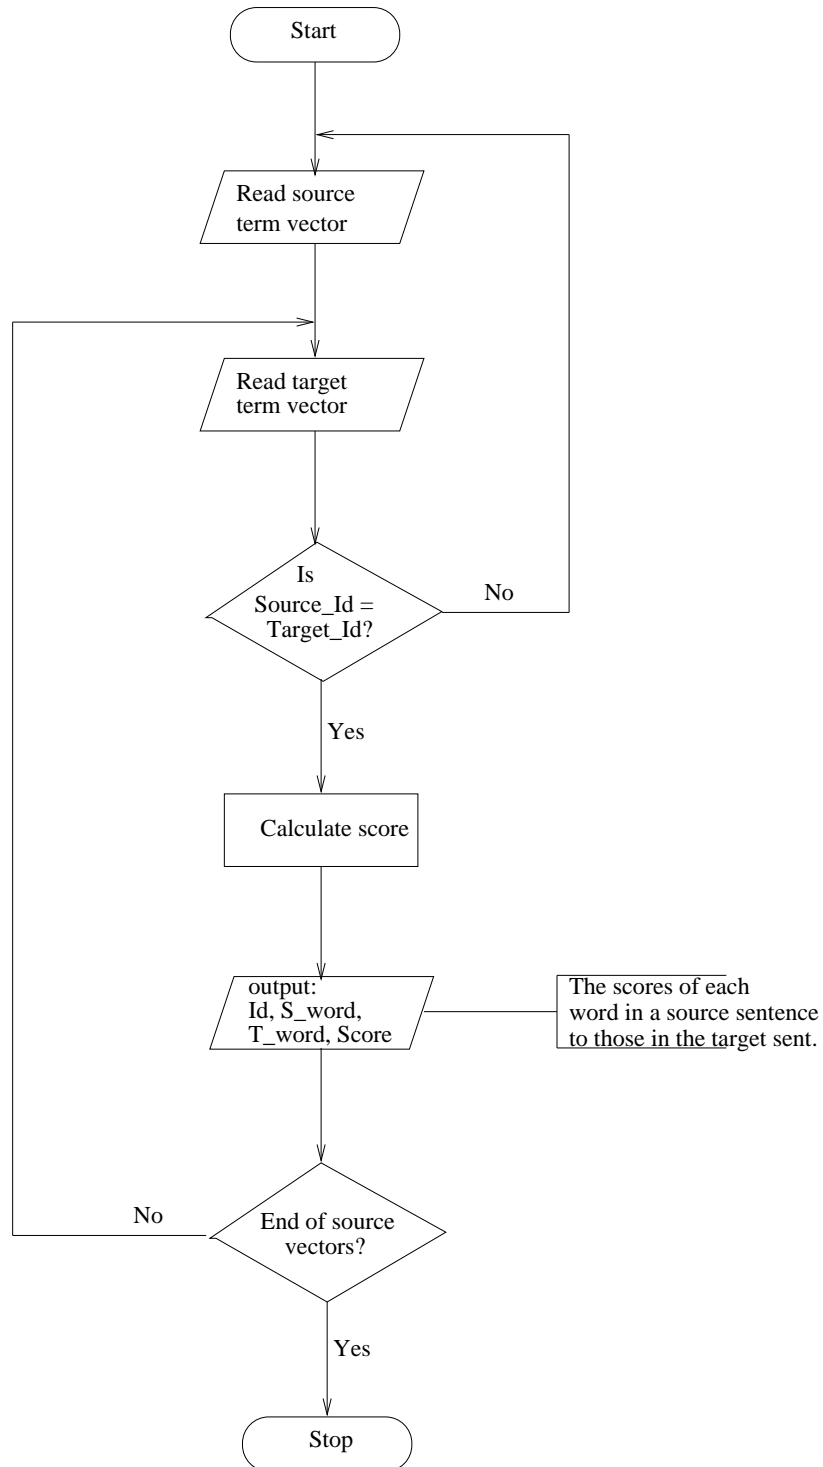 Start
Read source
term vector
Read target
term vector
Is
Source_Id =
Target_Id?
No
Yes
Calculate score
output:
Id, S_word,
T_word, Score
The scores of each
word in a source sentence
to those in the target sent.
No
End of source
vectors?
Yes
Stop